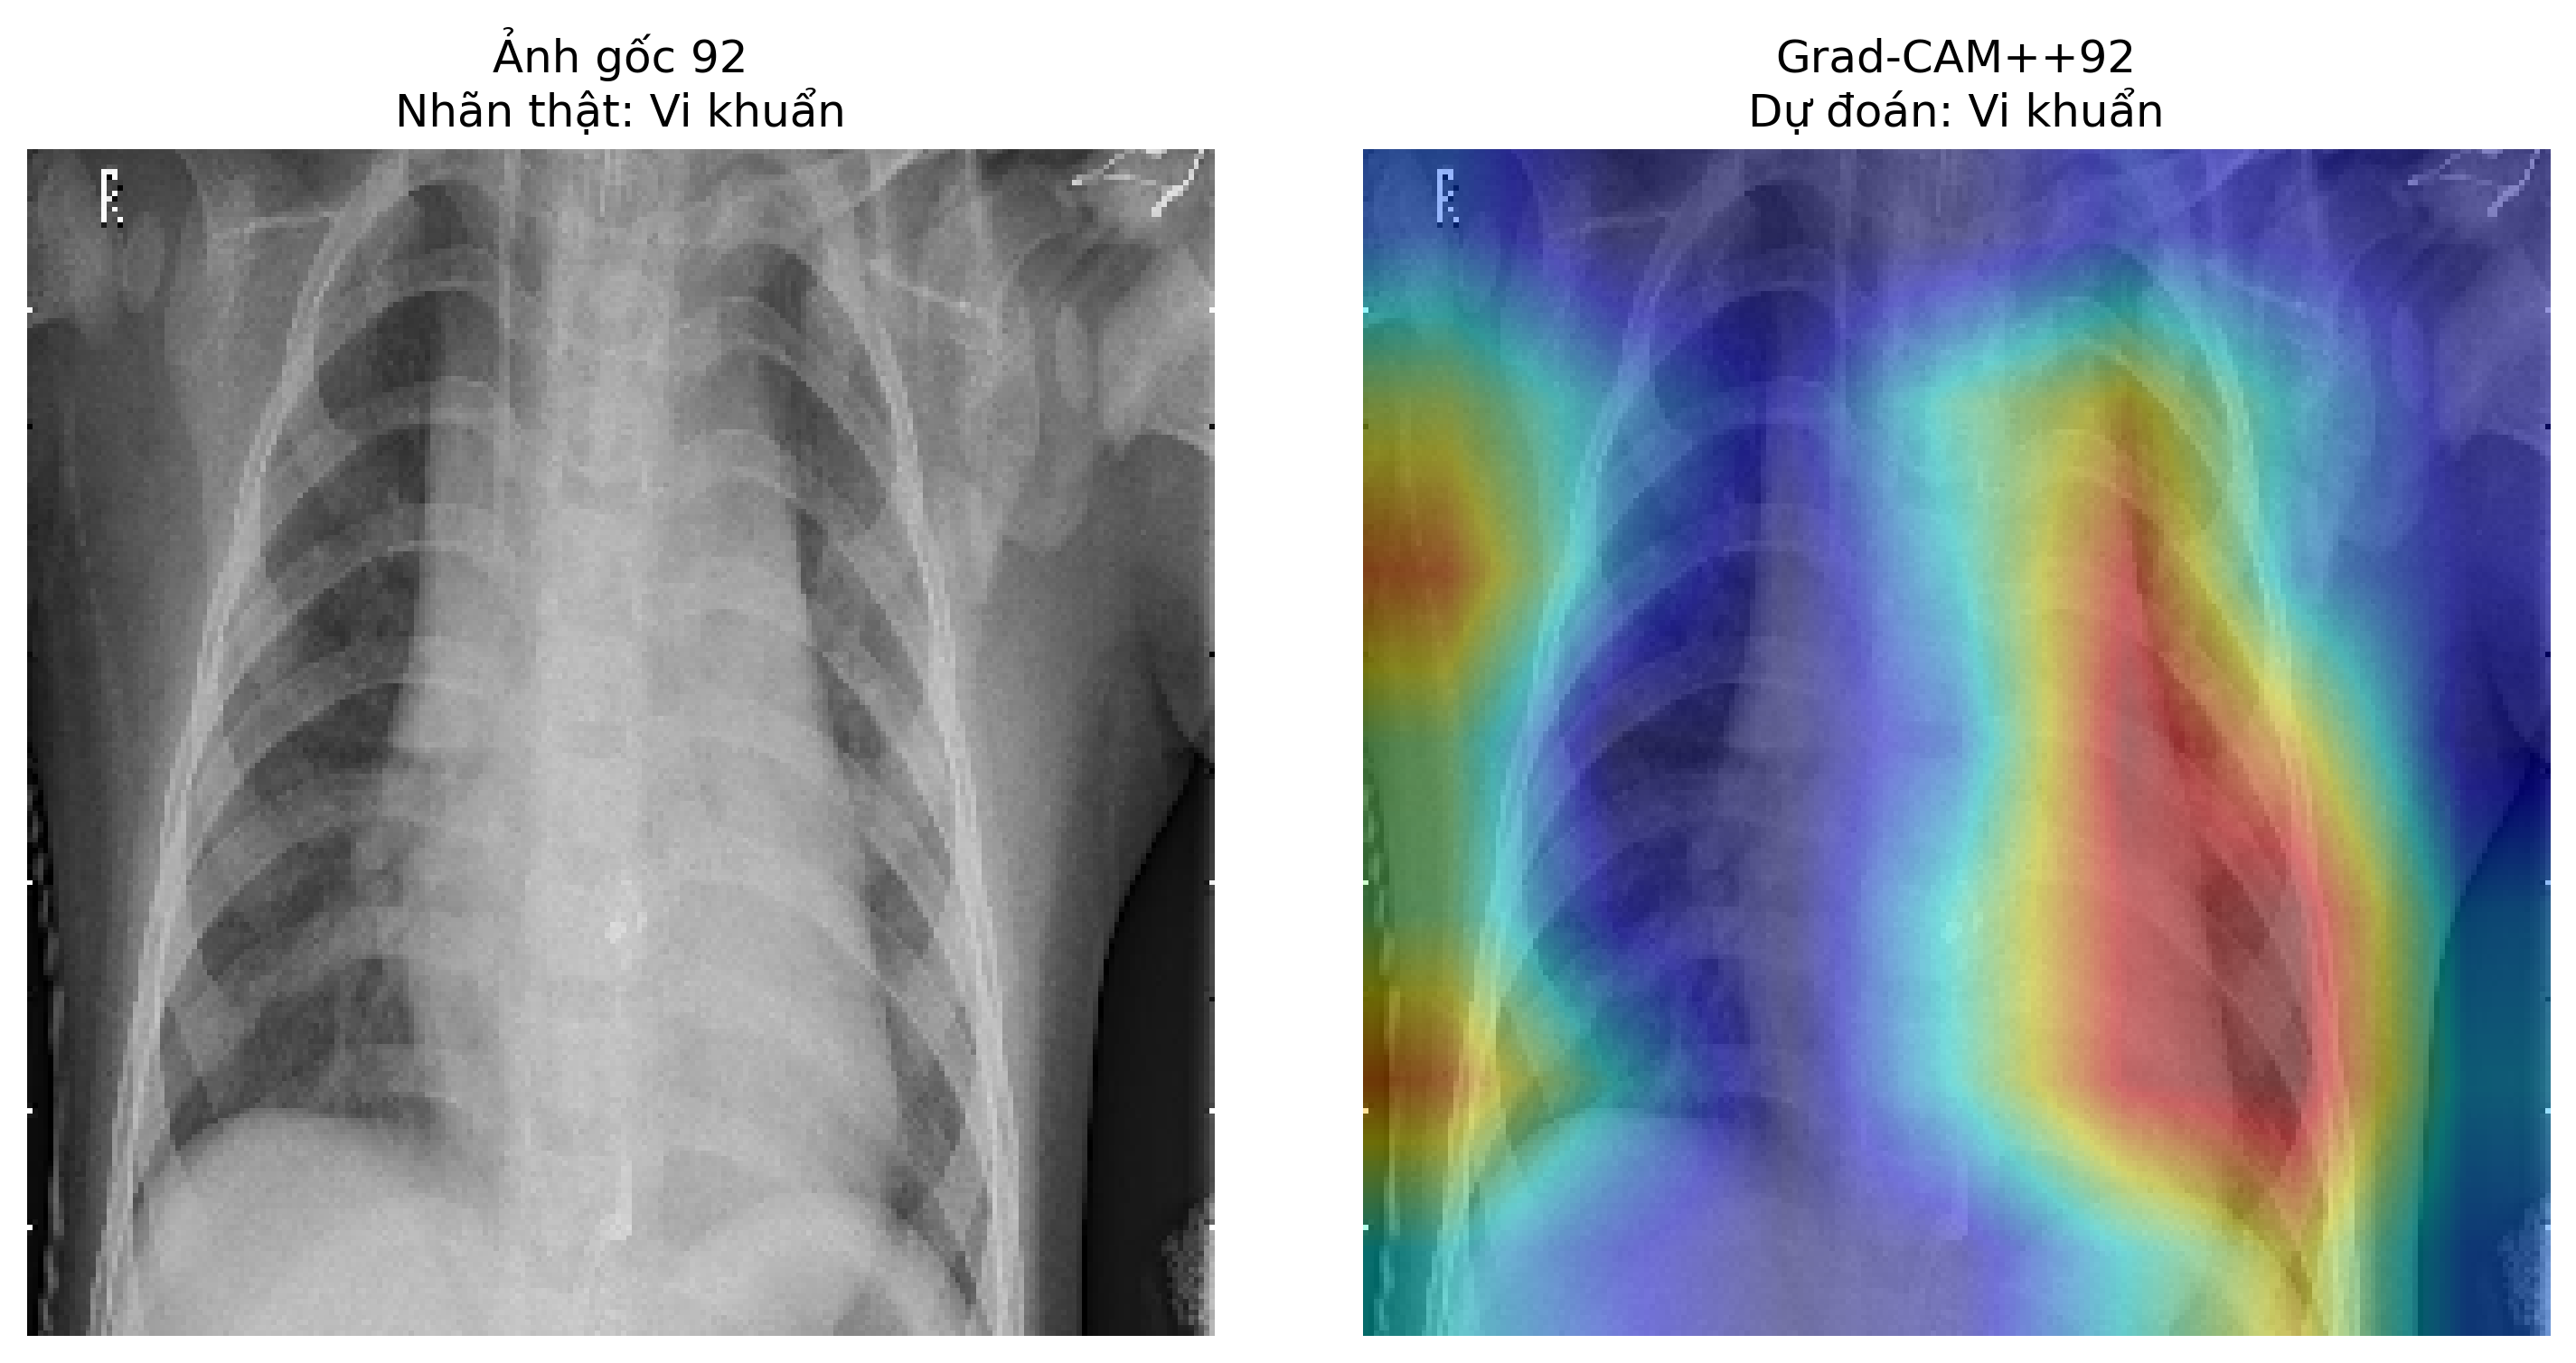 Ảnh gốc 92
Nhãn thật: Vi khuẩn
Grad-CAM++92
Dự đoán: Vi khuẩn
R
R